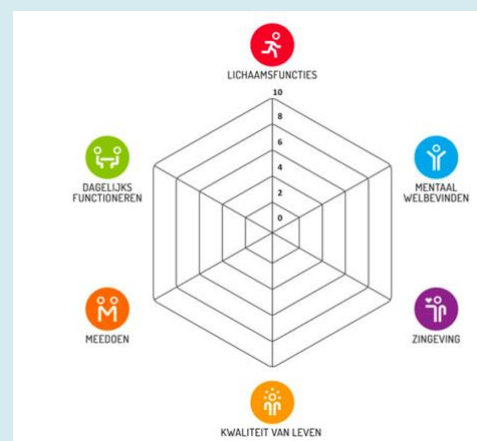 LICHAAMSFUNCTIES
10
8
6
4
2
0
DAGELIJKS
FUNCTIONEREN
MENTAAL
WELBEVINDEN
MEEDOEN
ZINGEVING
KWALITEIT VAN LEVEN